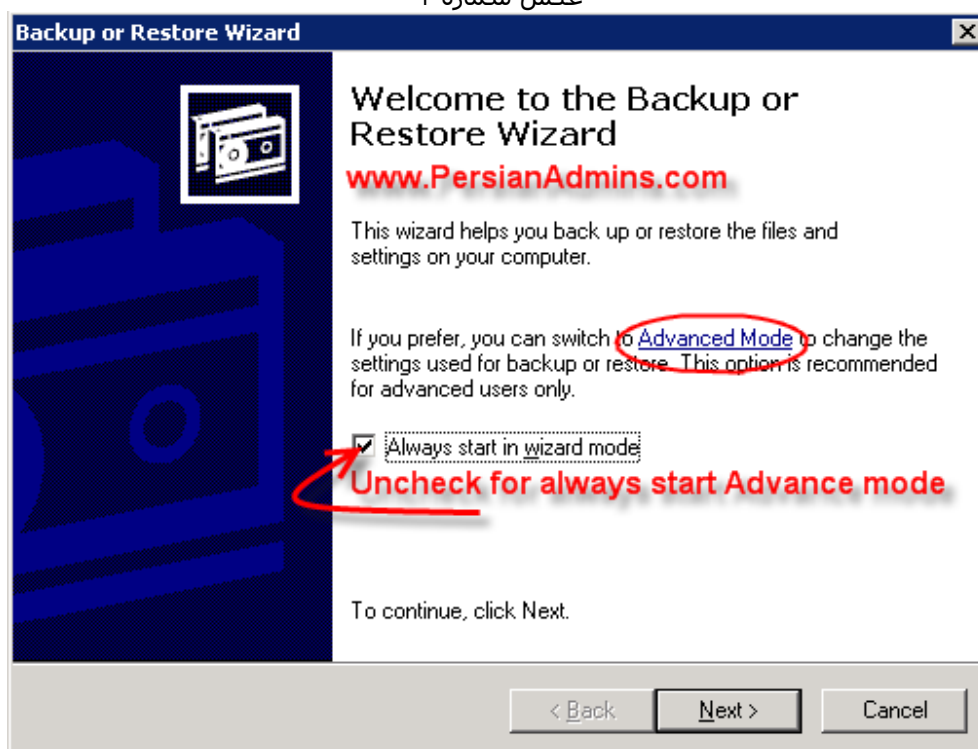 عکس شماره ۱
Backup or Restore Wizard
Welcome to the Backup or
Restore Wizard
www.PersianAdmins.com
This wizard helps you back up or restore the files and
settings on your computer.
If you prefer, you can switch to Advanced Mode to change the
settings used for backup or restore. This option is recommended
for advanced users only.
Always start in wizard mode
Uncheck for always start Advance mode
To continue, click Next.
< Back
Next >
Cancel